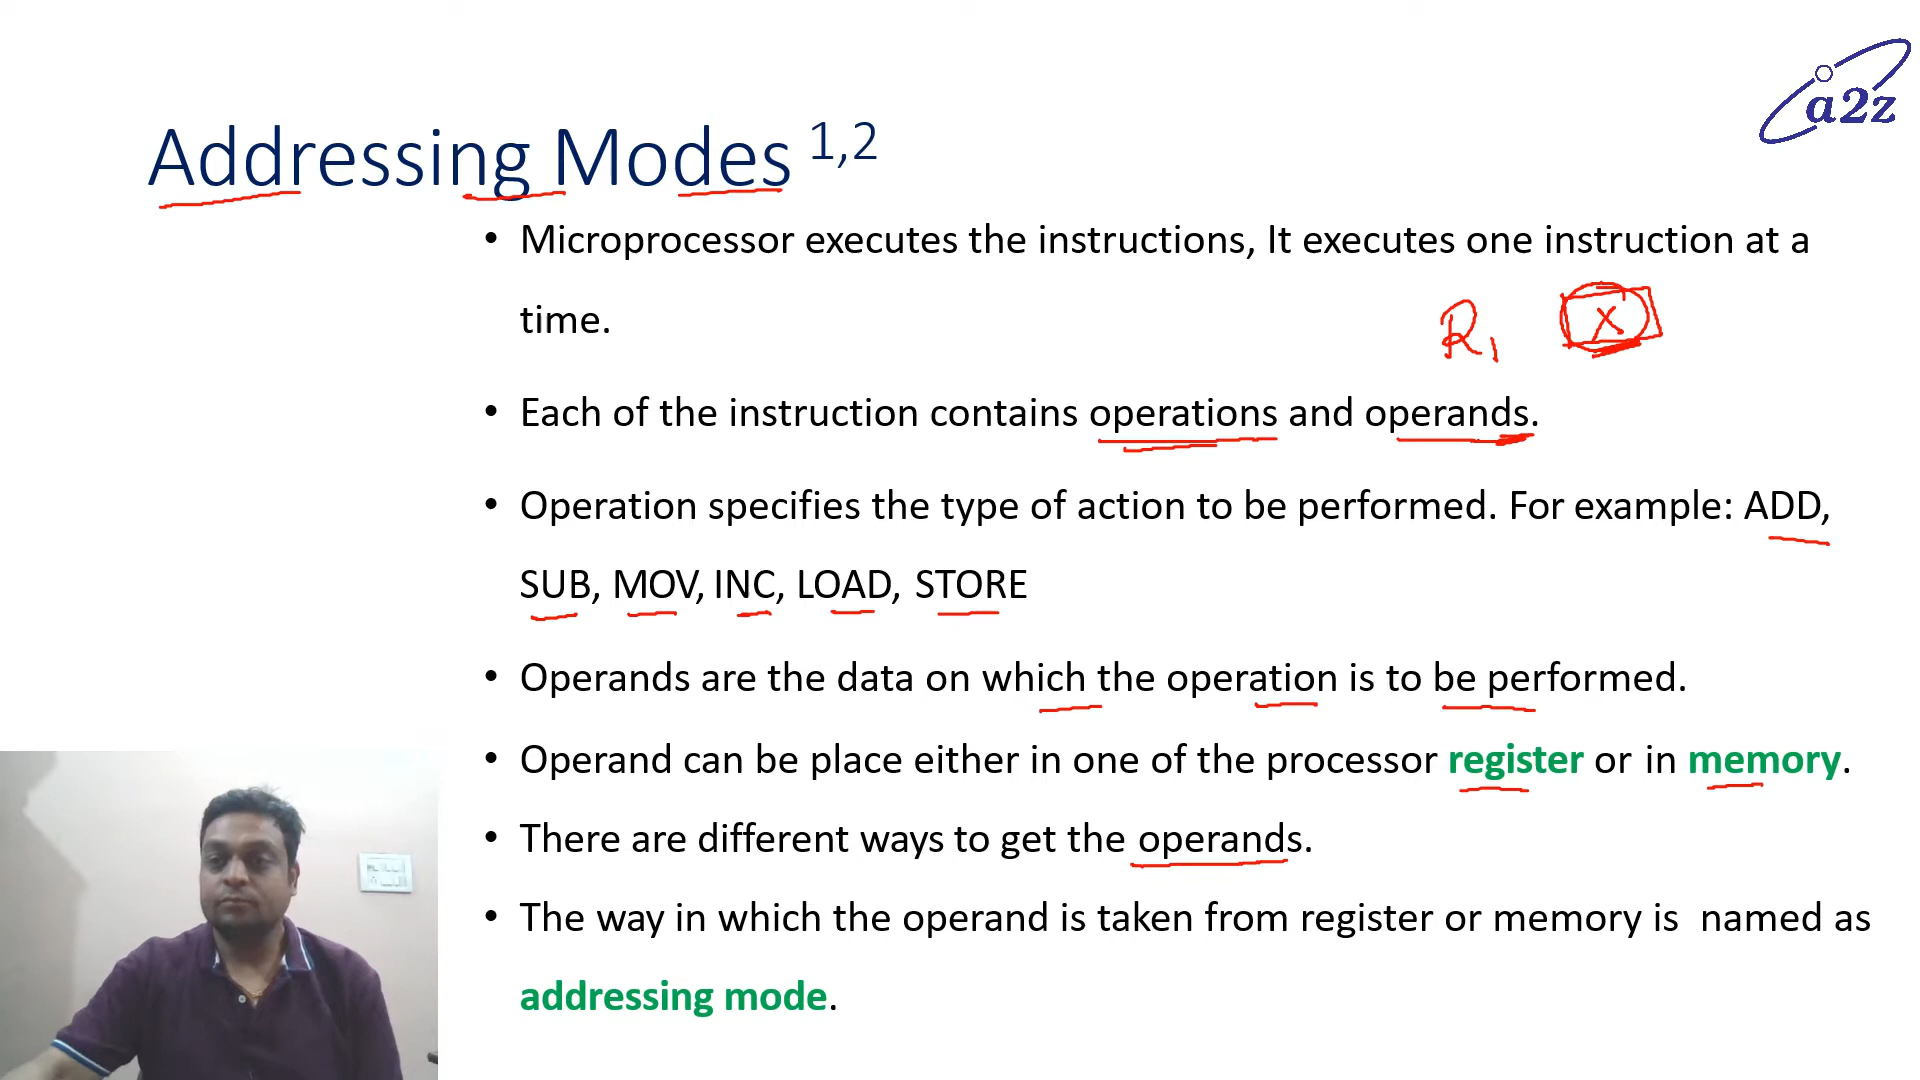 a2z
Addressing Modes 1,2
• Microprocessor executes the instructions, It executes one instruction at a
time.
R1 X
• Each of the instruction contains operations and operands.
• Operation specifies the type of action to be performed. For example: ADD,
SUB, MOV, INC, LOAD, STORE
• Operands are the data on which the operation is to be performed.
• Operand can be place either in one of the processor register or in memory.
• There are different ways to get the operands.
• The way in which the operand is taken from register or memory is named as
addressing mode.